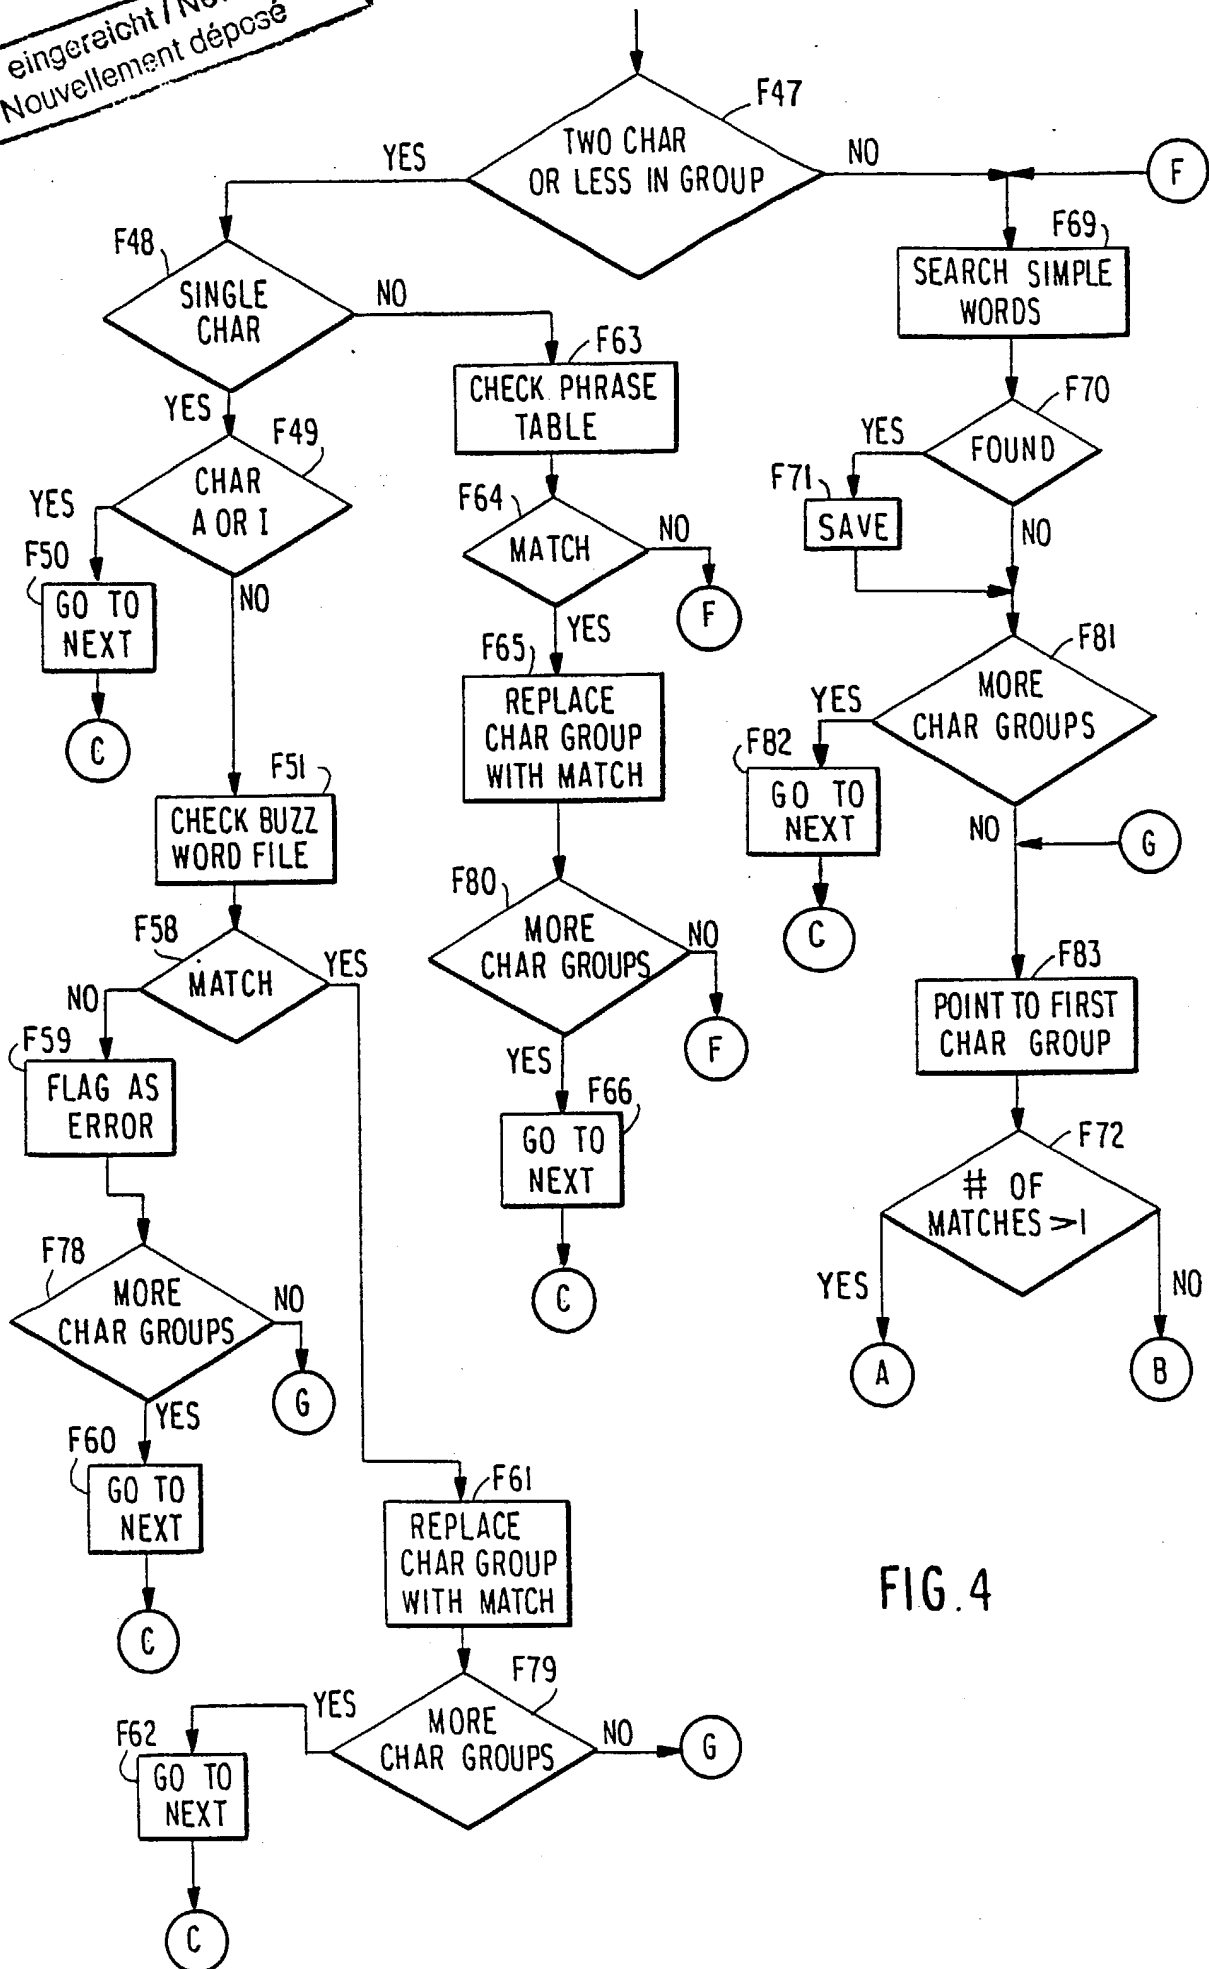 eingereicht /
Nouvellement déposé
F47
TWO CHAR
OR LESS IN GROUP
YES
NO
F
F48
SINGLE
CHAR
NO
YES
F69
SEARCH SIMPLE
WORDS
F63
CHECK PHRASE
TABLE
F49
CHAR
A OR I
YES
NO
F70
FOUND
YES
NO
F71
SAVE
F64
MATCH
NO
F
YES
F50
GO TO
NEXT
C
F65
REPLACE
CHAR GROUP
WITH MATCH
F81
MORE
CHAR GROUPS
YES
NO
F82
GO TO
NEXT
C
G
F51
CHECK BUZZ
WORD FILE
F80
MORE
CHAR GROUPS
NO
F
YES
F58
MATCH
YES
NO
F83
POINT TO FIRST
CHAR GROUP
F59
FLAG AS
ERROR
F66
GO TO
NEXT
C
F72
# OF
MATCHES >1
YES
NO
A
B
F78
MORE
CHAR GROUPS
NO
G
YES
F60
GO TO
NEXT
C
F61
REPLACE
CHAR GROUP
WITH MATCH
FIG.4
F79
MORE
CHAR GROUPS
YES
NO
G
F62
GO TO
NEXT
C